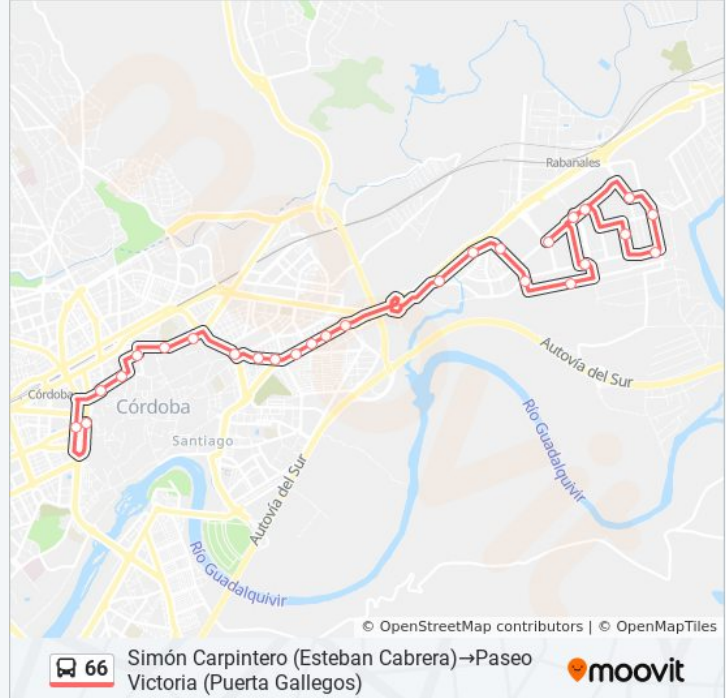 Rabanales
Autovía del Sur
Córdoba
Córdoba
Santiago
Río Guadalquivir
Autovía del Sur
Río Guadalquivir
© OpenStreetMap contributors | © OpenMapTiles
66
Simón Carpintero (Esteban Cabrera)→Paseo
Victoria (Puerta Gallegos)
moovit